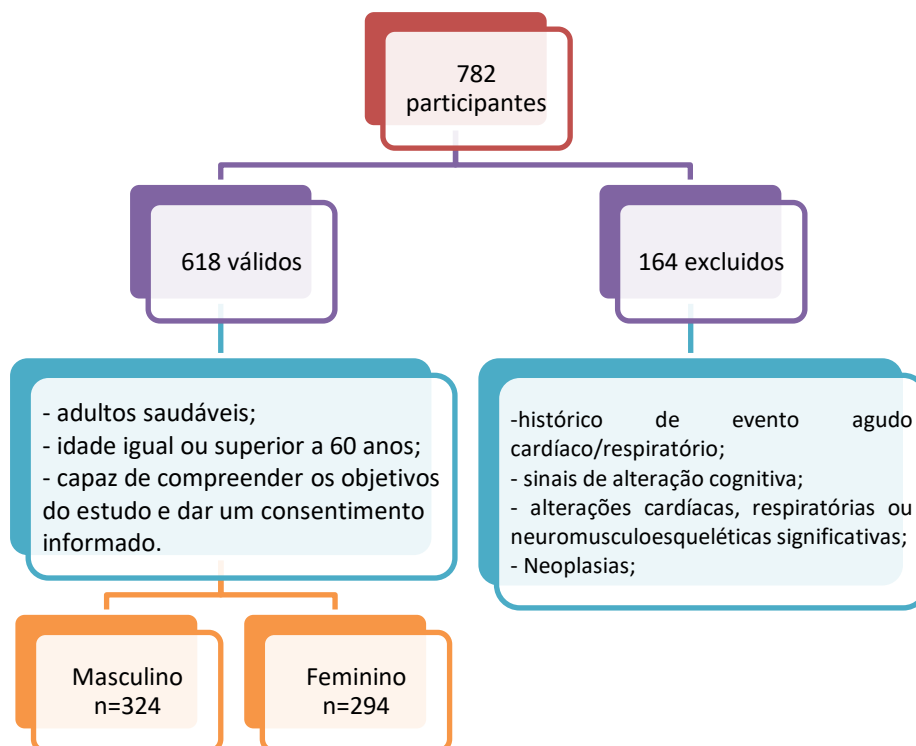 782
participantes
618 válidos
164 excluidos
- adultos saudáveis;
- idade igual ou superior a 60 anos;
- capaz de compreender os objetivos
do estudo e dar um consentimento
informado.
-histórico de evento agudo
cardíaco/respiratório;
- sinais de alteração cognitiva;
- alterações cardíacas, respiratórias ou
neuromusculoesqueléticas significativas;
- Neoplasias;
Masculino
n=324
Feminino
n=294